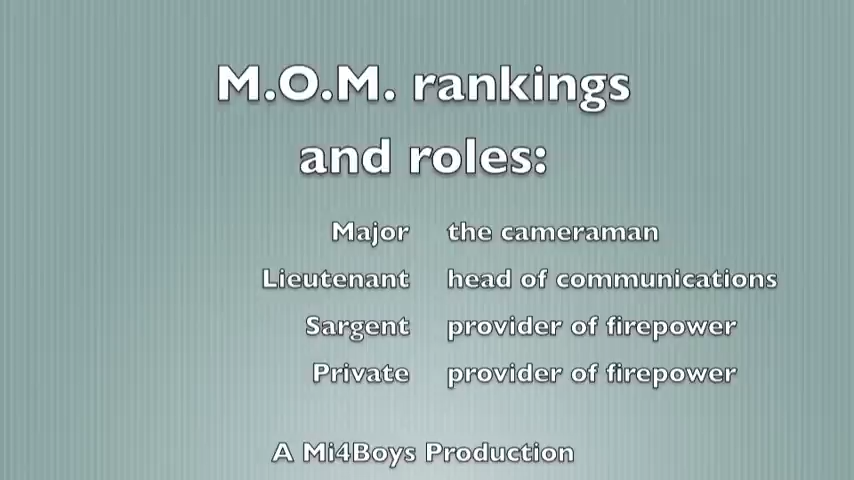 M.O.M. rankings
and roles:
Major the cameraman
Lieutenant head of communications
Sargent provider of firepower
Private provider of firepower
A Mi4Boys Production